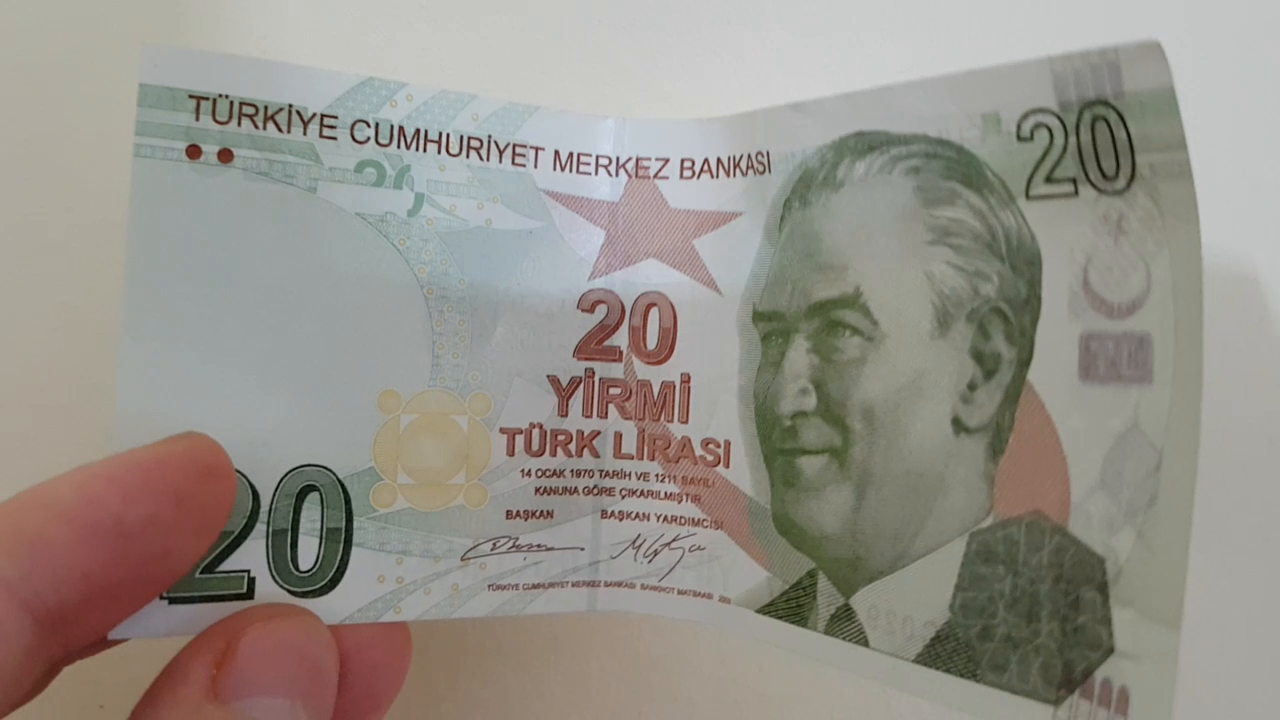 TÜRKİYE CUMHURİYET MERKEZ BANKASI
20
20
20
YİRMİ
TÜRK LİRASI
14 OCAK 1970 TARİH VE 1211 SAYILI
KANUNA GÖRE ÇIKARILMIŞTIR
BAŞKAN BAŞKAN YARDIMCISI
TÜRKİYE CUMHURİYET MERKEZ BANKASI BANKNOT MATBAASI
20